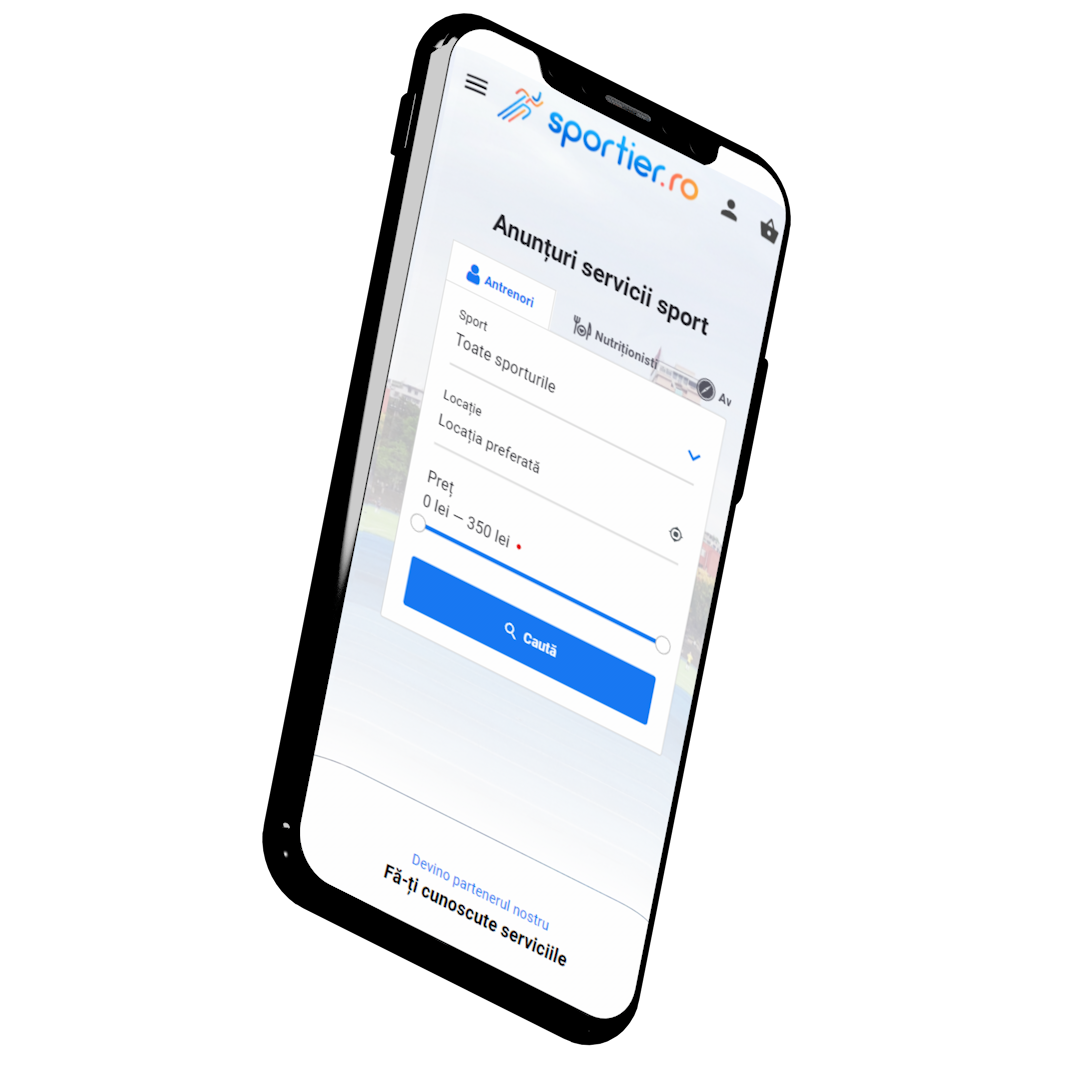 sportier.ro
Anunțuri servicii sport
Antrenori
Nutriționisti
Av
Sport
Toate sporturile
Locație
Locația preferată
Preț
0 lei – 350 lei
Caută
Devino partenerul nostru
Fă-ți cunoscute serviciile